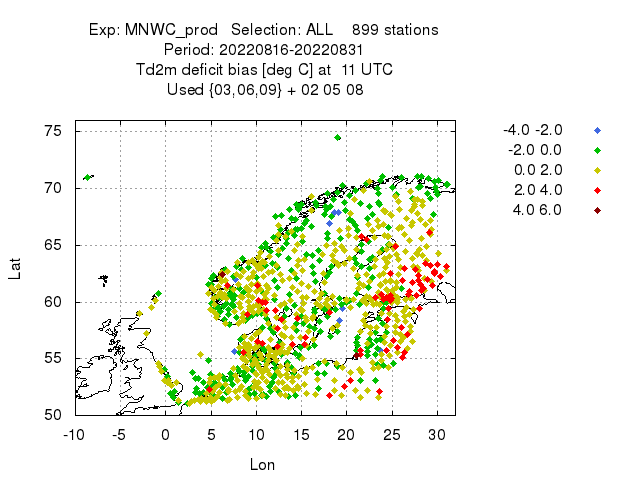 Exp: MNWC_prod Selection: ALL 899 stations
Period: 20220816-20220831
Td2m deficit bias [deg C] at 11 UTC
Used {03,06,09} + 02 05 08
-4.0 -2.0
-2.0 0.0
0.0 2.0
2.0 4.0
4.0 6.0
75
70
65
60
55
50
Lat
-10 -5 0 5 10 15 20 25 30
Lon